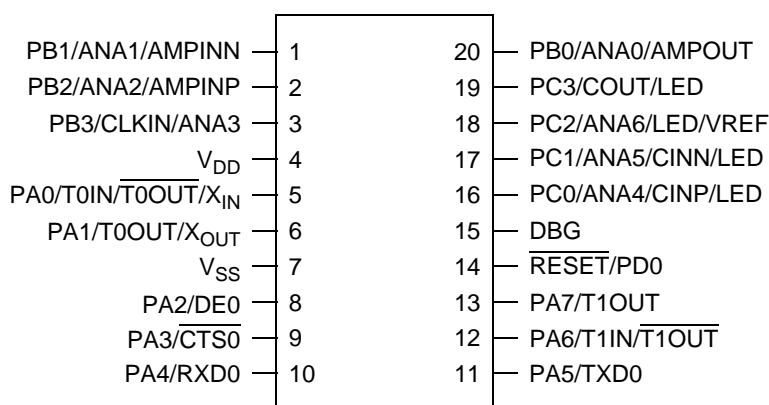 PB1/ANA1/AMPINN 1 20 PB0/ANA0/AMPOUT
PB2/ANA2/AMPINP 2 19 PC3/COUT/LED
PB3/CLKIN/ANA3 3 18 PC2/ANA6/LED/VREF
VDD 4 17 PC1/ANA5/CINN/LED
PA0/T0IN/T0OUT/XIN 5 16 PC0/ANA4/CINP/LED
PA1/T0OUT/XOUT 6 15 DBG
VSS 7 14 RESET/PD0
PA2/DE0 8 13 PA7/T1OUT
PA3/CTS0 9 12 PA6/T1IN/T1OUT
PA4/RXD0 10 11 PA5/TXD0